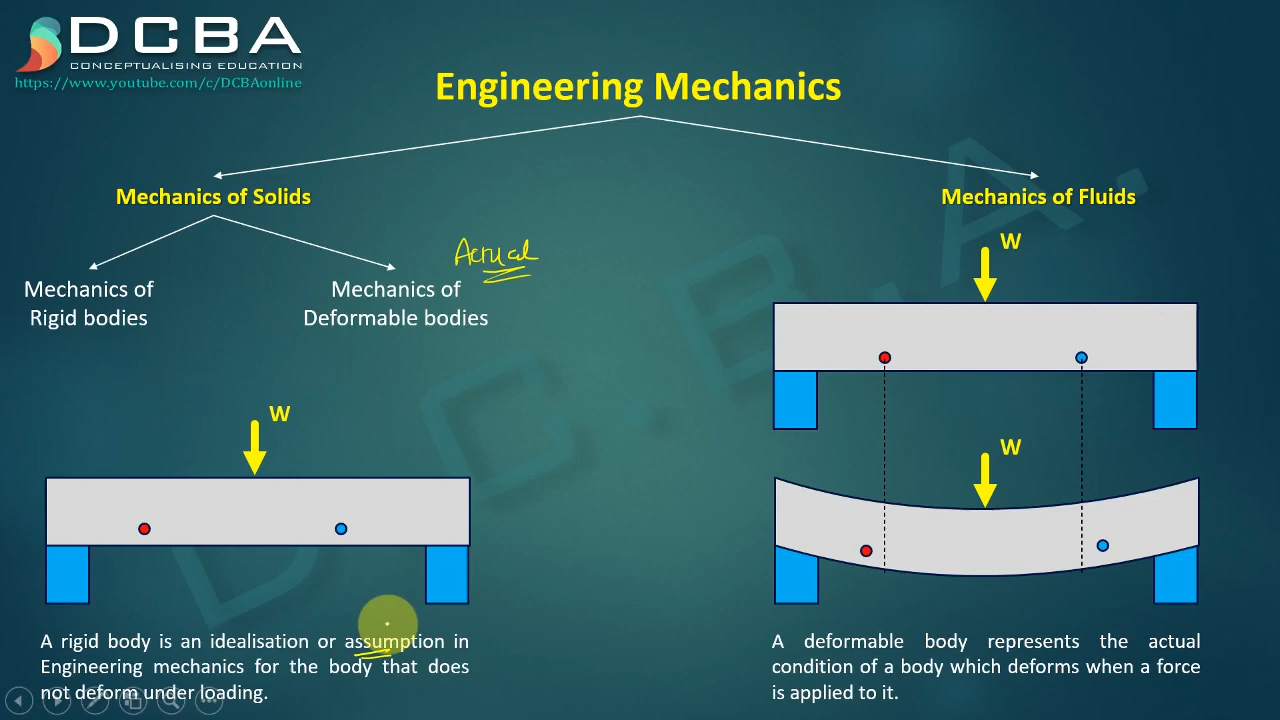 DCBA
CONCEPTUALISING EDUCATION
https://www.youtube.com/c/DCBAonline
Engineering Mechanics
Mechanics of Solids
Mechanics of Fluids
Actual
Mechanics of
Rigid bodies
Mechanics of
Deformable bodies
W
W
W
A rigid body is an idealisation or assumption in
Engineering mechanics for the body that does
not deform under loading.
A deformable body represents the actual
condition of a body which deforms when a force
is applied to it.
D.C.B.A.